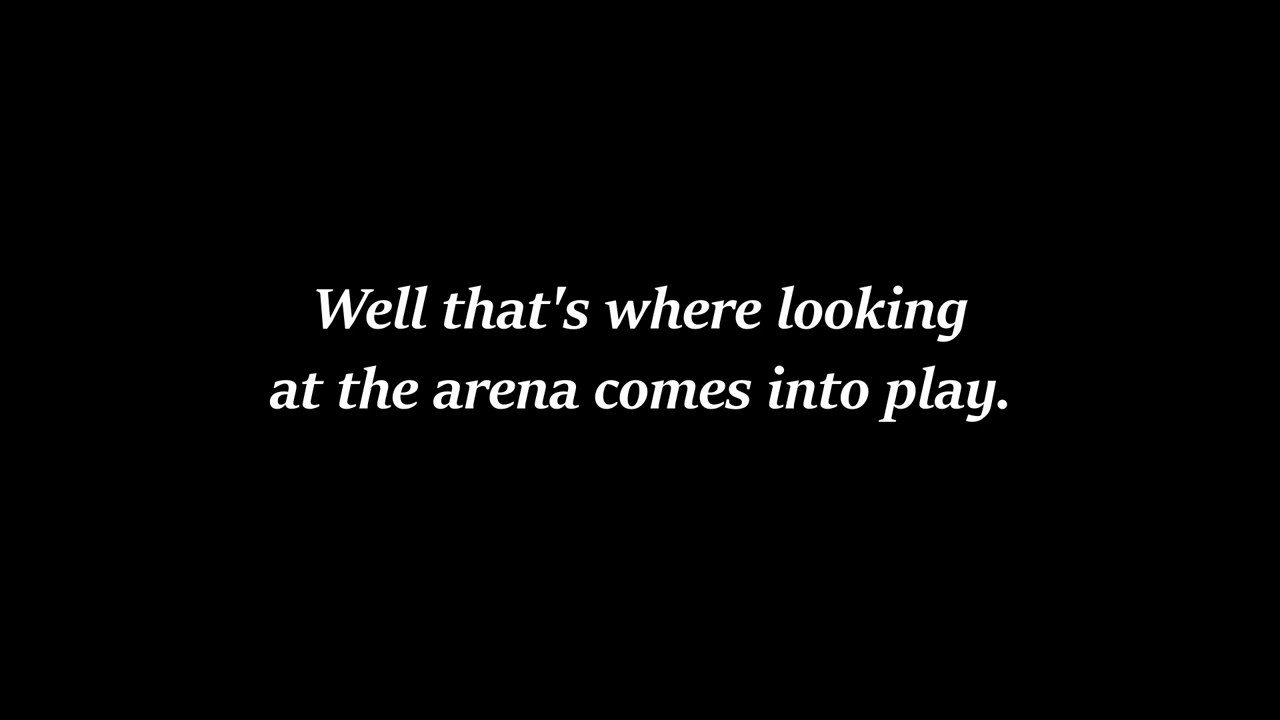 Well that's where looking
at the arena comes into play.